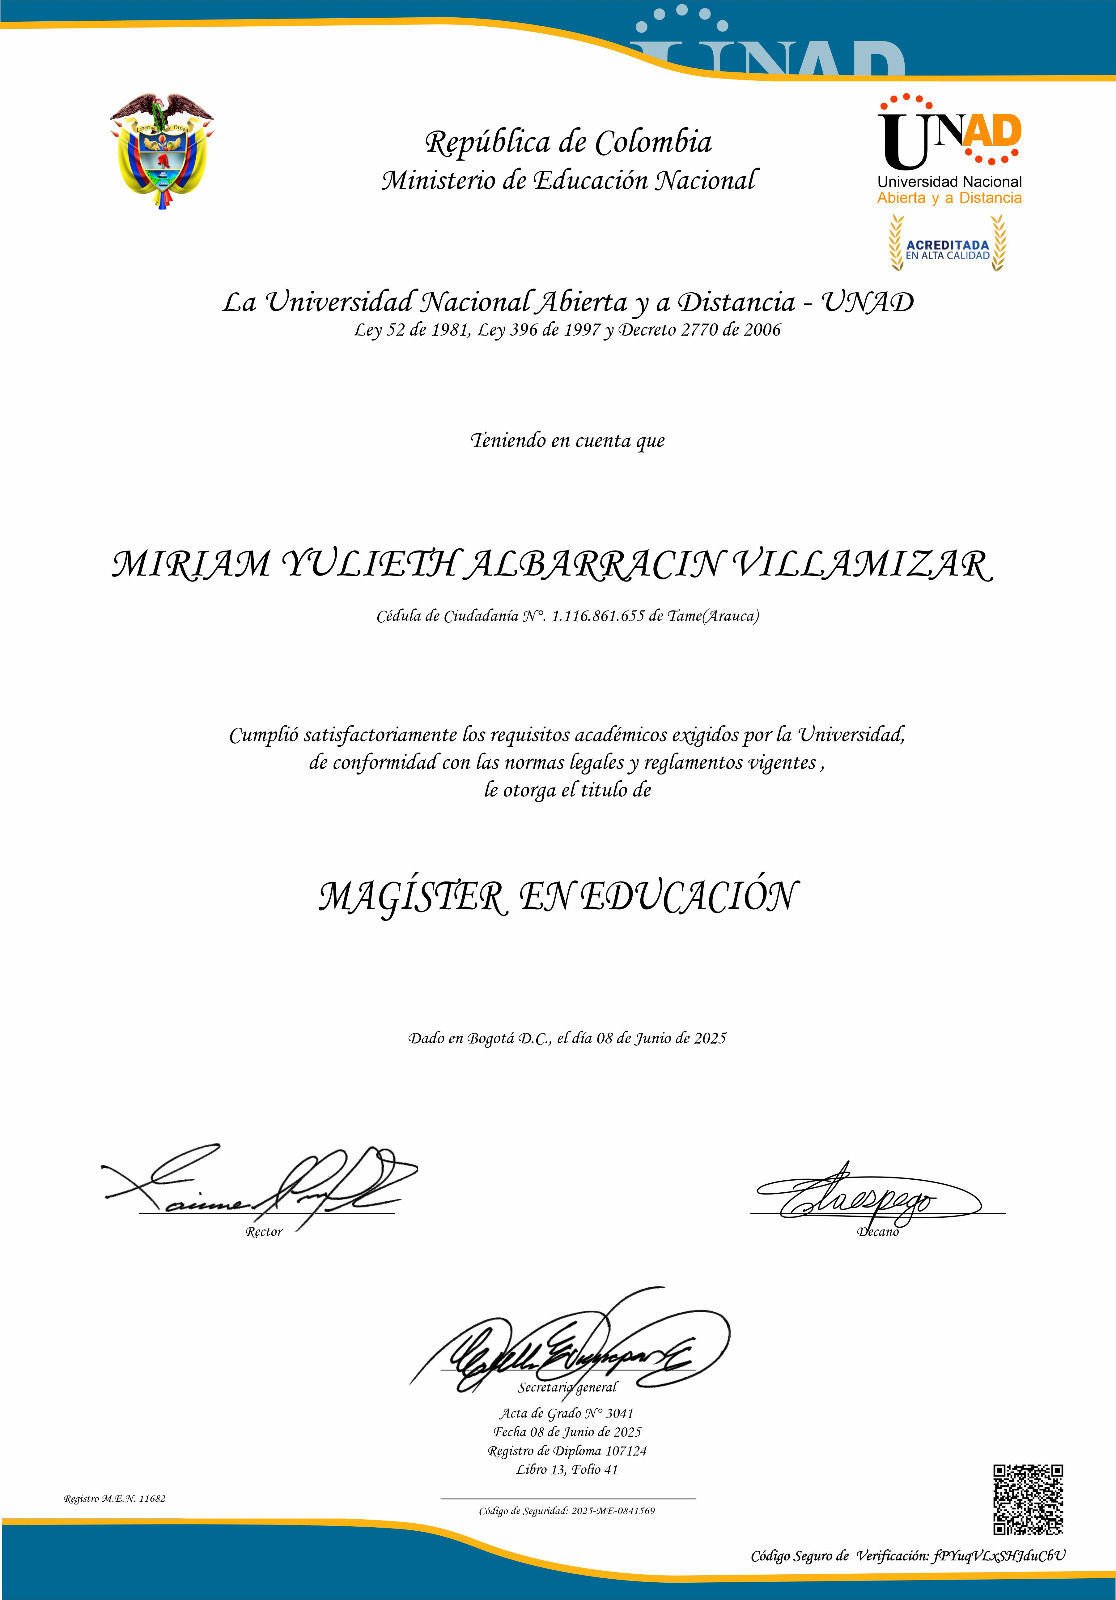 UNAD
República de Colombia
Ministerio de Educación Nacional
UNAD
Universidad Nacional
Abierta y a Distancia
ACREDITADA
EN ALTA CALIDAD
La Universidad Nacional Abierta y a Distancia - UNAD
Ley 52 de 1981, Ley 396 de 1997 y Decreto 2770 de 2006
Teniendo en cuenta que
MIRIAM YULIETH ALBARRACIN VILLAMIZAR
Cédula de Ciudadanía N°. 1.116.861.655 de Tame(Arauca)
Cumplió satisfactoriamente los requisitos académicos exigidos por la Universidad,
de conformidad con las normas legales y reglamentos vigentes ,
le otorga el titulo de
MAGÍSTER EN EDUCACIÓN
Dado en Bogotá D.C., el día 08 de Junio de 2025
Rector
Decano
Secretaria general
Acta de Grado N° 3041
Fecha 08 de Junio de 2025
Registro de Diploma 107124
Libro 13, Folio 41
Registro M.E.N. 11682
Código de Seguridad: 2025-ME-0841569
Código Seguro de Verificación: fPYuqVLxSHJduCbU